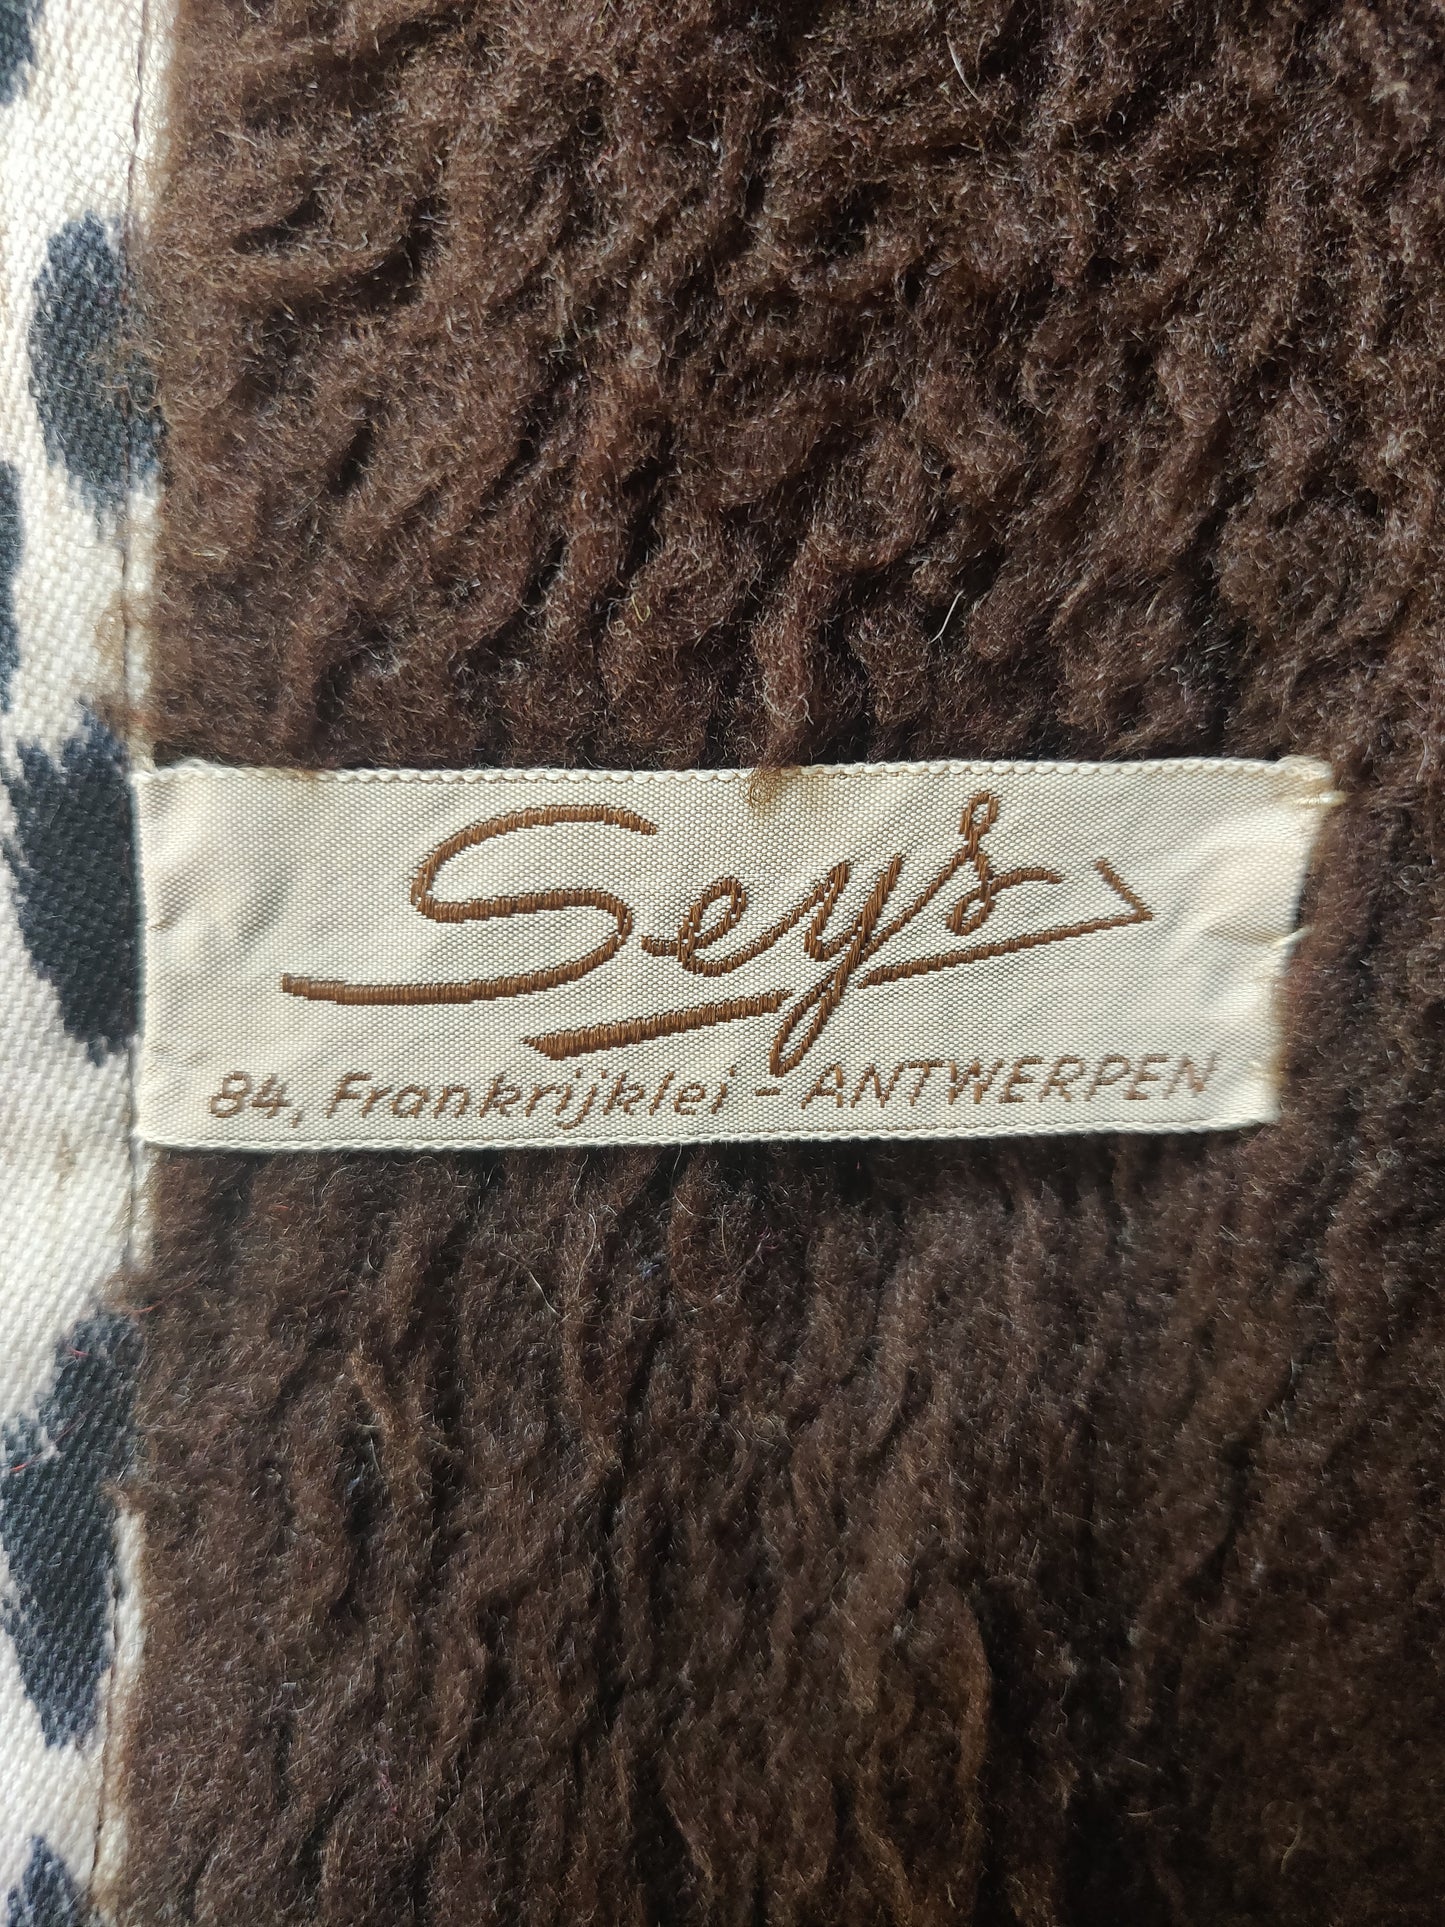 Seys
84, Frankrijklei - ANTWERPEN